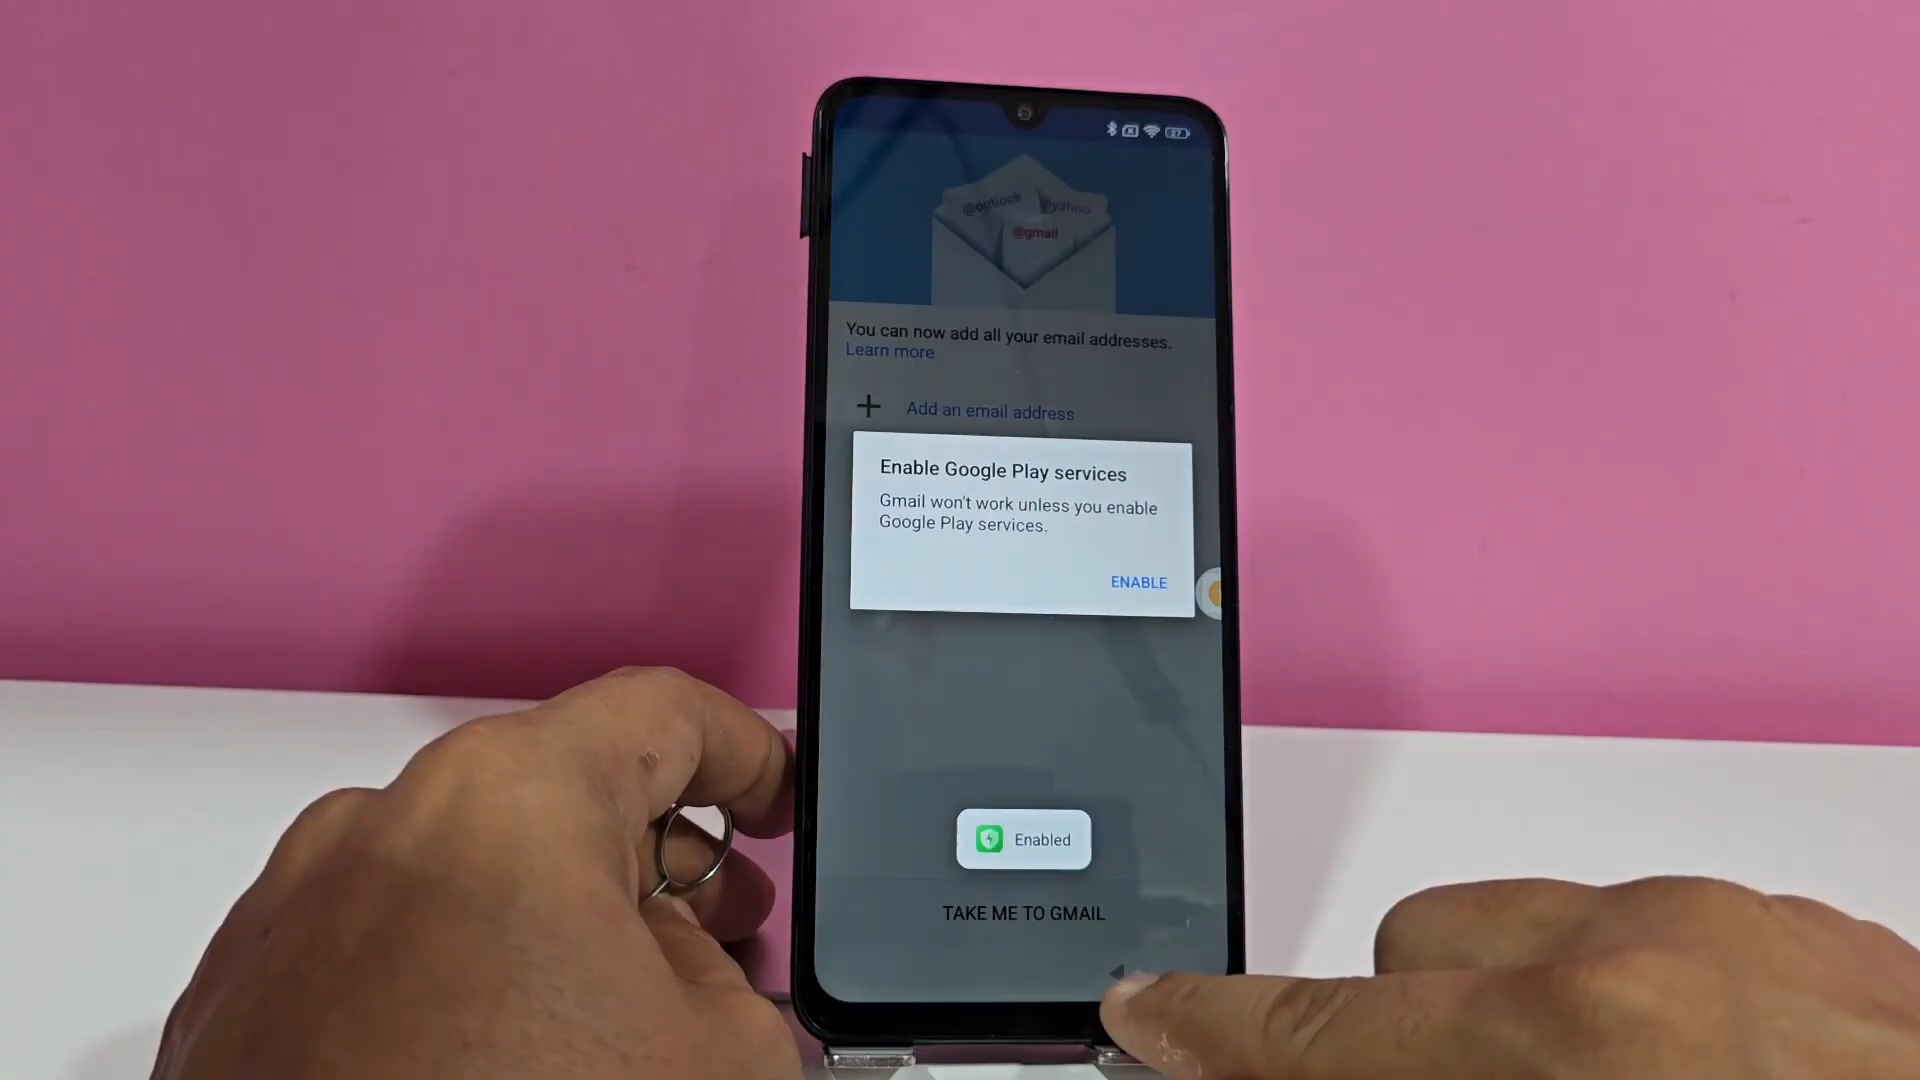 27
@outlook
@yahoo
@gmail
You can now add all your email addresses.
Learn more
+ Add an email address
Enable Google Play services
Gmail won't work unless you enable
Google Play services.
ENABLE
Enabled
TAKE ME TO GMAIL